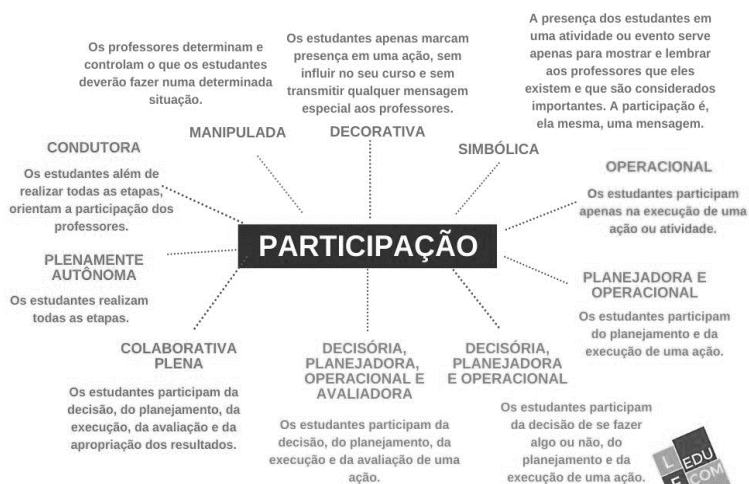 Os professores determinam e
controlam o que os estudantes
deverão fazer numa determinada
situação.
MANIPULADA
Os estudantes apenas marcam
presença em uma ação, sem
influir no seu curso e sem
transmitir qualquer mensagem
especial aos professores.
DECORATIVA
A presença dos estudantes em
uma atividade ou evento serve
apenas para mostrar e lembrar
aos professores que eles
existem e que são considerados
importantes. A participação é,
ela mesma, uma mensagem.
SIMBÓLICA
CONDUTORA
Os estudantes além de
realizar todas as etapas,
orientam a participação dos
professores.
OPERACIONAL
Os estudantes participam
apenas na execução de uma
ação ou atividade.
PARTICIPAÇÃO
PLENAMENTE
AUTÔNOMA
Os estudantes realizam
todas as etapas.
PLANEJADORA E
OPERACIONAL
Os estudantes participam
do planejamento e da
execução de uma ação.
COLABORATIVA
PLENA
Os estudantes participam da
decisão, do planejamento, da
execução, da avaliação e da
apropriação dos resultados.
DECISÓRIA,
PLANEJADORA,
OPERACIONAL E
AVALIADORA
Os estudantes participam da
decisão, do planejamento, da
execução e da avaliação de uma
ação.
DECISÓRIA,
PLANEJADORA
E OPERACIONAL
Os estudantes participam
da decisão de se fazer
algo ou não, do
planejamento e da
execução de uma ação.
L EDU
F COM